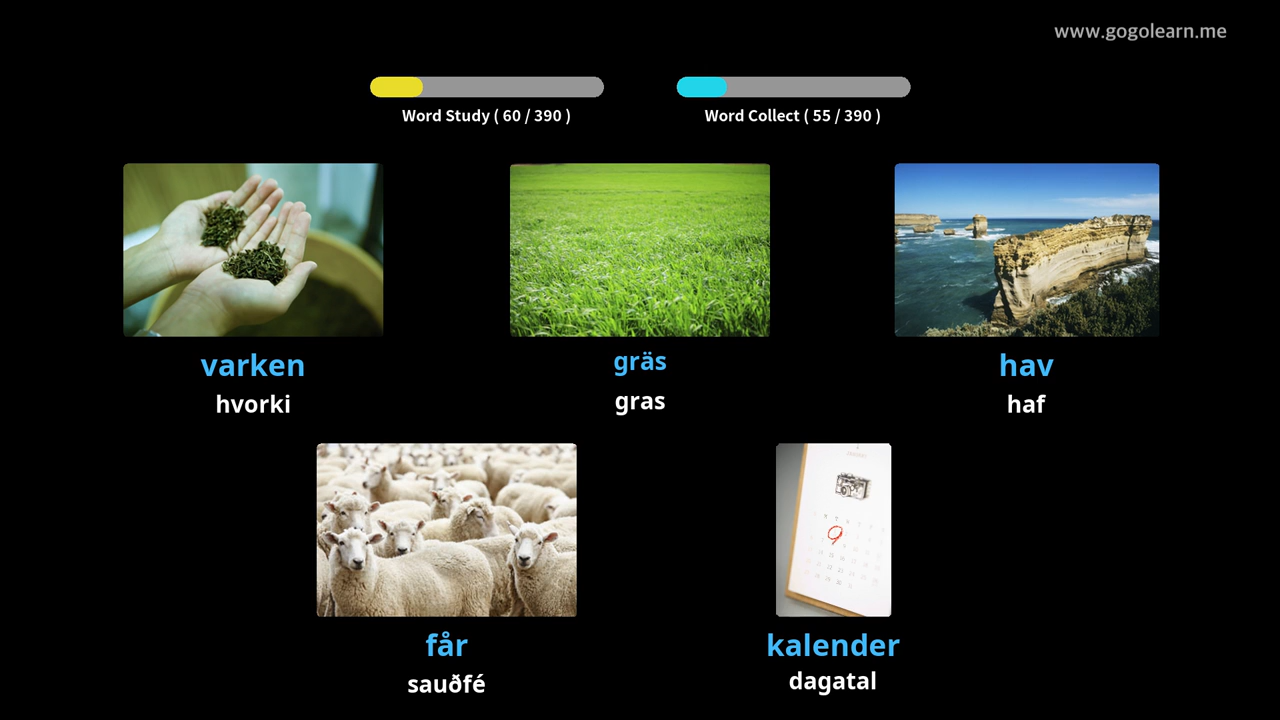 www.gogolearn.me
Word Study ( 60 / 390 )
Word Collect ( 55 / 390 )
varken
hvorki
gräs
gras
hav
haf
får
sauðfé
kalender
dagatal